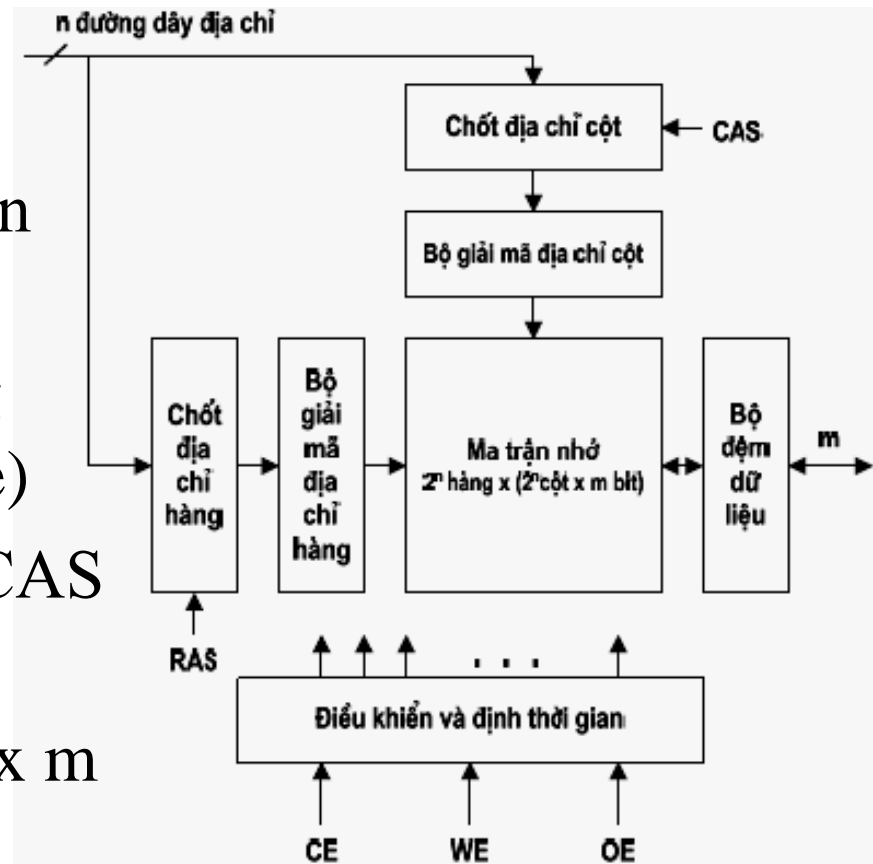 n đường dây địa chỉ
Chốt địa chỉ cột
CAS
n
Bộ giải mã địa chỉ cột
Chốt
địa
chỉ
hàng
Bộ
giải
mã
địa
chỉ
hàng
Ma trận nhớ
2ⁿ hàng x (2ⁿ cột x m bit)
Bộ
đệm
dữ
liệu
m
e)
CAS
RAS
. . .
Điều khiển và định thời gian
x m
CE
WE
OE